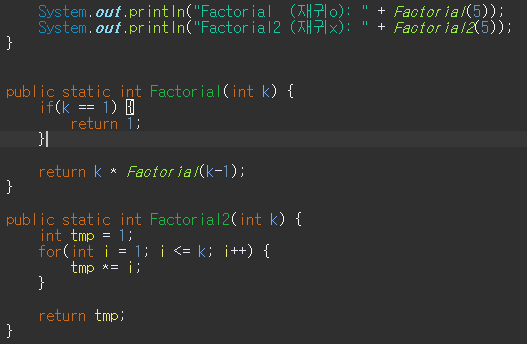 System.out.println("Factorial  (재귀o): " + Factorial(5));
System.out.println("Factorial2 (재귀x): " + Factorial2(5));
}
public static int Factorial(int k) {
if(k == 1) {
return 1;
}
return k * Factorial(k-1);
}
public static int Factorial2(int k) {
int tmp = 1;
for(int i = 1; i <= k; i++) {
tmp *= i;
}
return tmp;
}